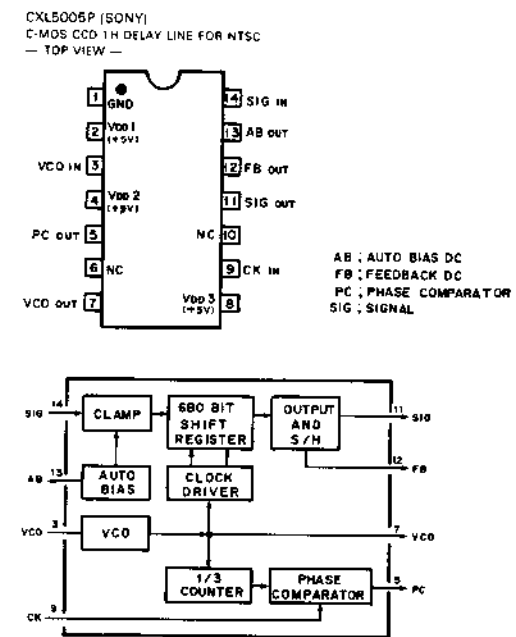 CXL5005P (SONY)
C-MOS CCD 1H DELAY LINE FOR NTSC
— TOP VIEW —
1 GND
14 SIG IN
2 VDD 1 (+5V)
13 AB OUT
VCO IN 3
12 FB OUT
4 VDD 2 (+9V)
11 SIG OUT
PC OUT 5
NC 10
6 NC
9 CK IN
VCO OUT 7
VDD 3 (+5V) 8
AB ; AUTO BIAS DC
FB ; FEEDBACK DC
PC ; PHASE COMPARATOR
SIG ; SIGNAL
SIG 14
CLAMP
680 BIT
SHIFT
REGISTER
OUTPUT
AND
S/H
11 SIG
12 FB
AB 13
AUTO
BIAS
CLOCK
DRIVER
VCO 3
VCO
7 VCO
1/3
COUNTER
PHASE
COMPARATOR
5 PC
CK 9